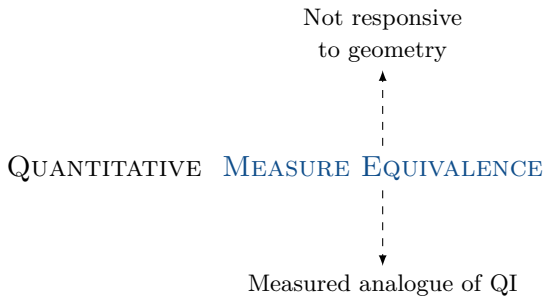 Not responsive
to geometry
QUANTITATIVE MEASURE EQUIVALENCE
Measured analogue of QI